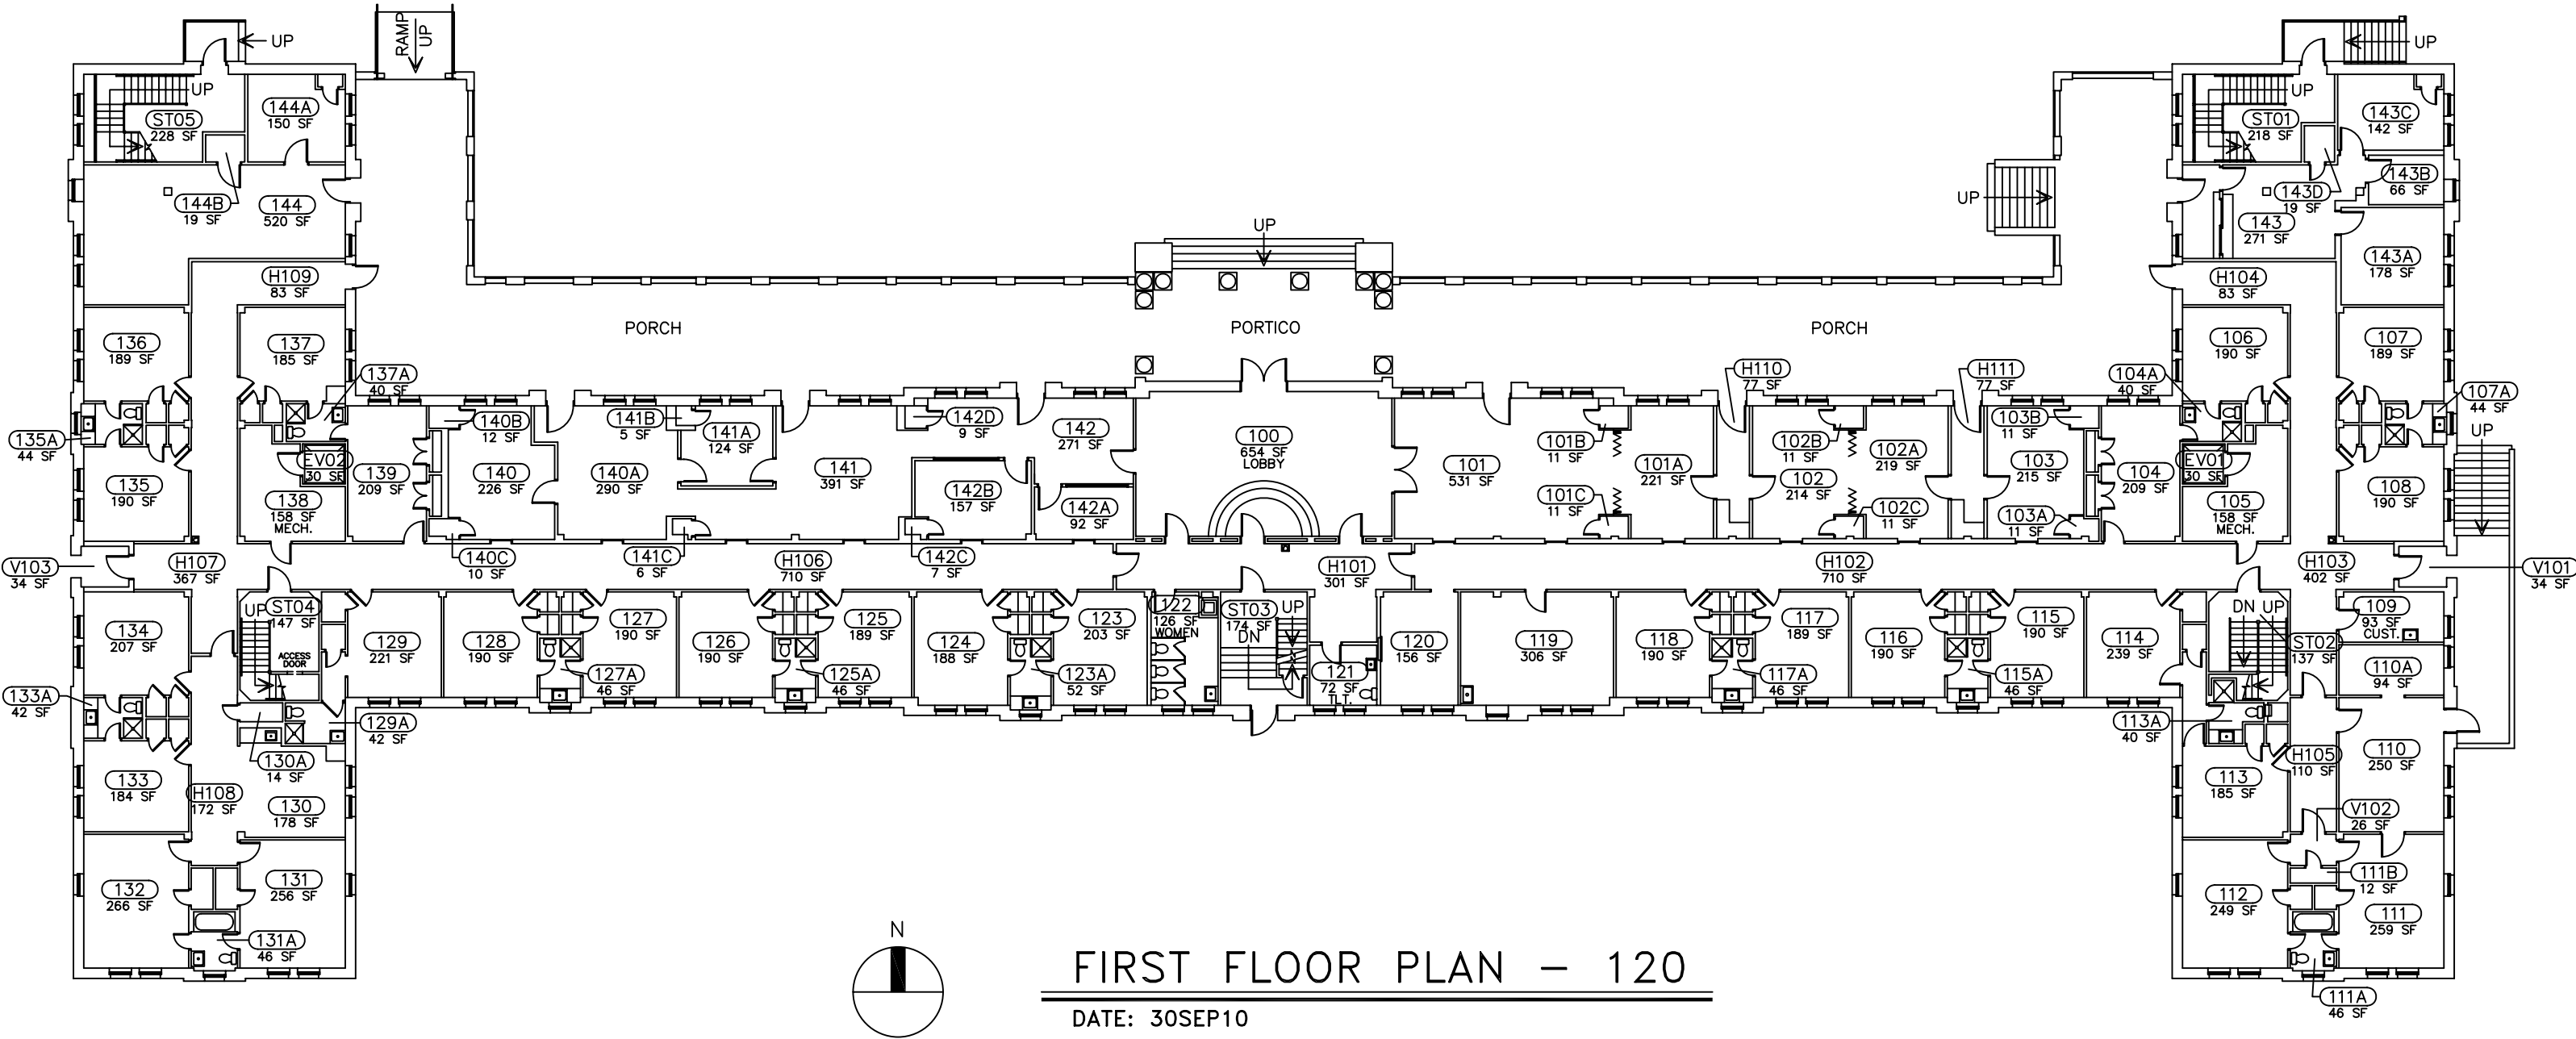 RAMP
UP
UP
UP
UP
ST05
228 SF
144A
150 SF
144B
19 SF
144
520 SF
H109
83 SF
UP
ST01
218 SF
143C
142 SF
143B
66 SF
143D
19 SF
143
271 SF
143A
178 SF
H104
83 SF
UP
UP
PORCH
PORTICO
PORCH
136
189 SF
137
185 SF
137A
40 SF
135A
44 SF
135
190 SF
EV02
30 SF
138
158 SF
MECH.
139
209 SF
140B
12 SF
140
226 SF
140A
290 SF
141B
5 SF
141A
124 SF
141
391 SF
142D
9 SF
142
271 SF
142B
157 SF
142A
92 SF
100
654 SF
LOBBY
101
531 SF
101B
11 SF
101C
11 SF
101A
221 SF
H110
77 SF
102B
11 SF
102
214 SF
102A
219 SF
102C
11 SF
H111
77 SF
103B
11 SF
103
215 SF
103A
11 SF
104A
40 SF
104
209 SF
EV01
30 SF
105
158 SF
MECH.
106
190 SF
107
189 SF
107A
44 SF
108
190 SF
UP
V103
34 SF
H107
367 SF
140C
10 SF
141C
6 SF
H106
710 SF
142C
7 SF
H101
301 SF
H102
710 SF
H103
402 SF
V101
34 SF
134
207 SF
UP
ST04
147 SF
ACCESS
DOOR
129
221 SF
128
190 SF
127
190 SF
127A
46 SF
126
190 SF
125
189 SF
125A
46 SF
124
188 SF
123
203 SF
123A
52 SF
122
126 SF
WOMEN
ST03
174 SF
DN
UP
121
72 SF
TLT.
120
156 SF
119
306 SF
118
190 SF
117
189 SF
117A
46 SF
116
190 SF
115
190 SF
115A
46 SF
114
239 SF
DN UP
ST02
137 SF
109
93 SF
CUST.
110A
94 SF
133A
42 SF
129A
42 SF
130A
14 SF
133
184 SF
H108
172 SF
130
178 SF
113A
40 SF
113
185 SF
H105
110 SF
110
250 SF
V102
26 SF
132
266 SF
131
256 SF
131A
46 SF
112
249 SF
111B
12 SF
111
259 SF
111A
46 SF
N
FIRST FLOOR PLAN - 120
DATE: 30SEP10